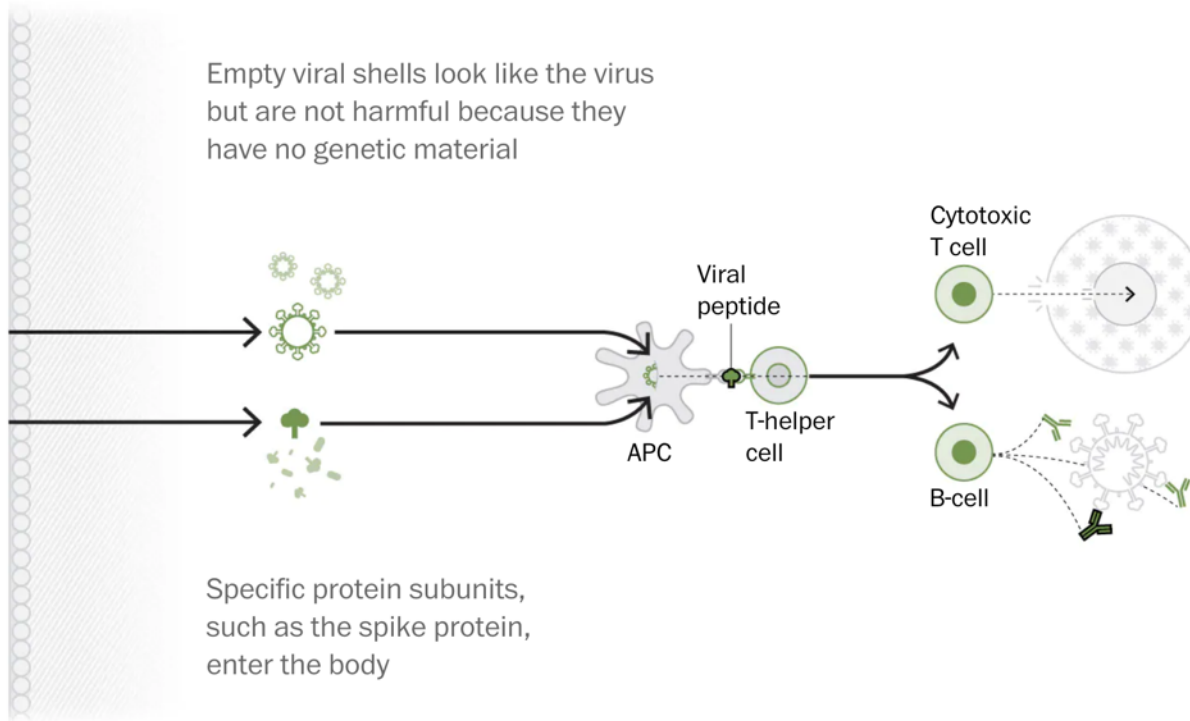 Empty viral shells look like the virus
but are not harmful because they
have no genetic material
Cytotoxic
T cell
Viral
peptide
T-helper
cell
APC
B-cell
Specific protein subunits,
such as the spike protein,
enter the body